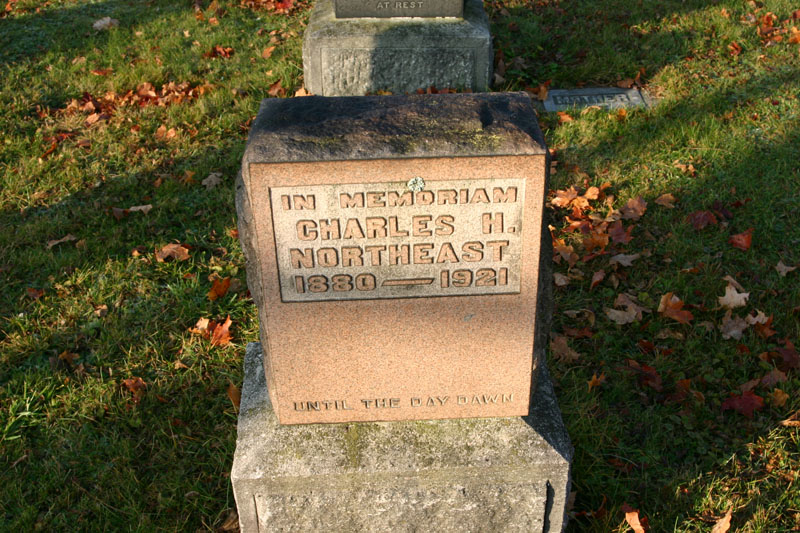 AT REST
IN MEMORIAM
CHARLES H.
NORTHEAST
1880 — 1921
UNTIL THE DAY DAWN